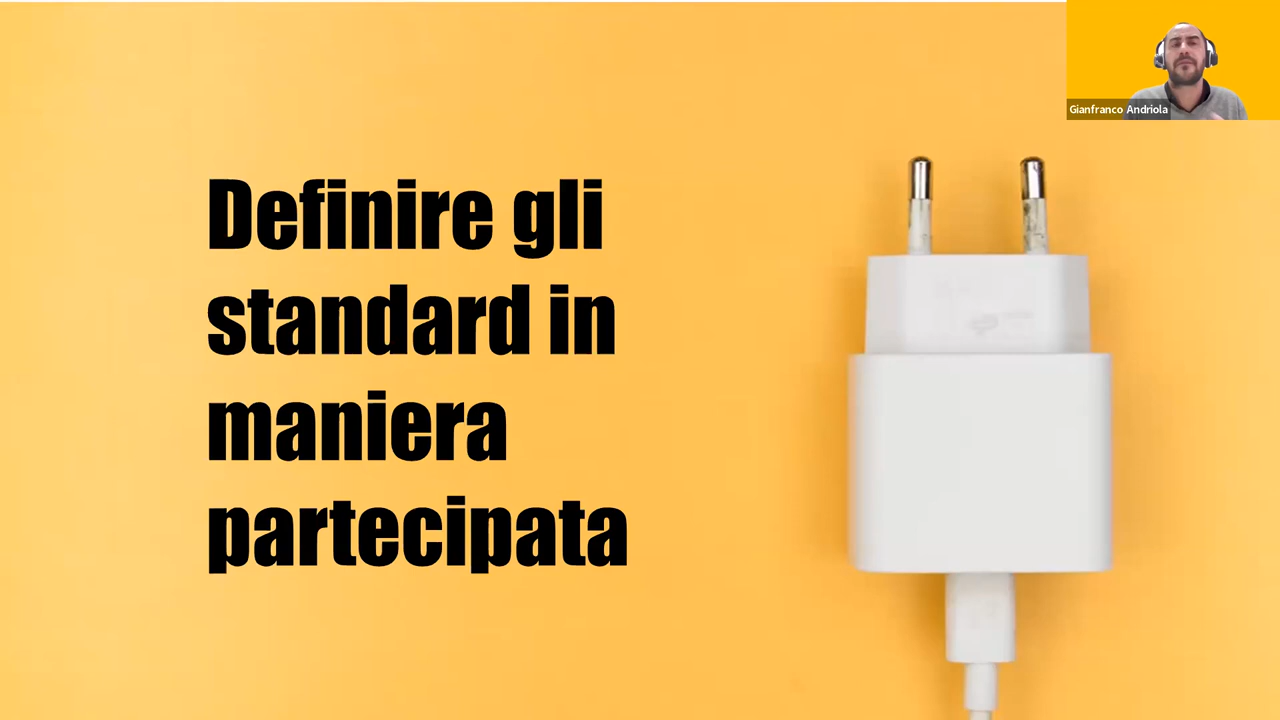 Gianfranco Andriola
Definire gli
standard in
maniera
partecipata